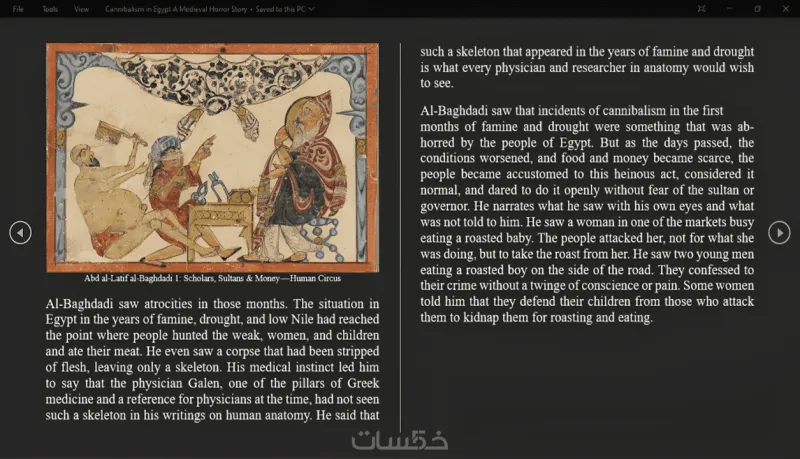 File Tools View Cannibalism in Egypt A Medieval Horror Story • Saved to this PC
Abd al-Latif al-Baghdadi 1: Scholars, Sultans & Money—Human Circus
Al-Baghdadi saw atrocities in those months. The situation in
Egypt in the years of famine, drought, and low Nile had reached
the point where people hunted the weak, women, and children
and ate their meat. He even saw a corpse that had been stripped
of flesh, leaving only a skeleton. His medical instinct led him
to say that the physician Galen, one of the pillars of Greek
medicine and a reference for physicians at the time, had not seen
such a skeleton in his writings on human anatomy. He said that
such a skeleton that appeared in the years of famine and drought
is what every physician and researcher in anatomy would wish
to see.
Al-Baghdadi saw that incidents of cannibalism in the first
months of famine and drought were something that was ab-
horred by the people of Egypt. But as the days passed, the
conditions worsened, and food and money became scarce, the
people became accustomed to this heinous act, considered it
normal, and dared to do it openly without fear of the sultan or
governor. He narrates what he saw with his own eyes and what
was not told to him. He saw a woman in one of the markets busy
eating a roasted baby. The people attacked her, not for what she
was doing, but to take the roast from her. He saw two young men
eating a roasted boy on the side of the road. They confessed to
their crime without a twinge of conscience or pain. Some women
told him that they defend their children from those who attack
them to kidnap them for roasting and eating.
خمسات